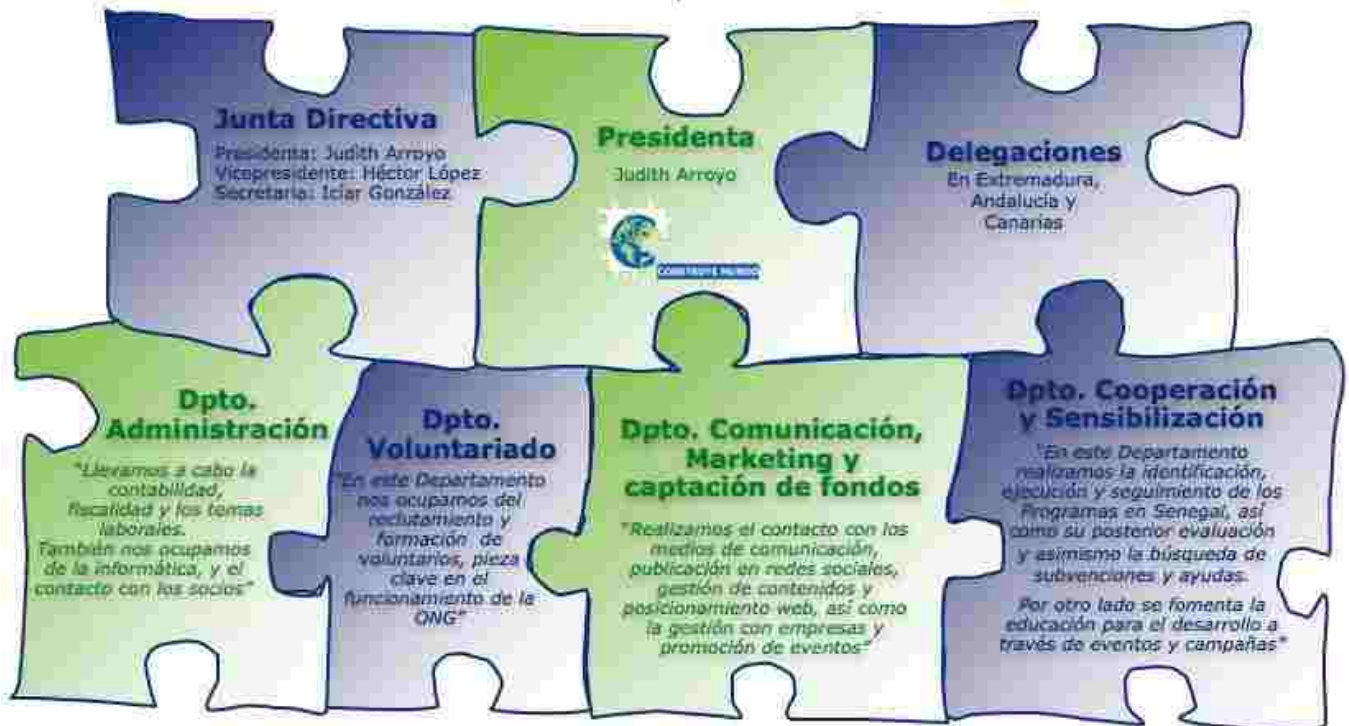 Junta Directiva
Presidenta: Judith Arroyo
Vicepresidente: Héctor López
Secretaria: Icíar González
Presidenta
Judith Arroyo
CONSTRUYE MUNDO
Delegaciones
En Extremadura,
Andalucía y
Canarias
Dpto.
Administración
"Llevamos a cabo la
contabilidad,
fiscalidad y los temas
laborales.
También nos ocupamos
de la informática, y el
contacto con los socios"
Dpto.
Voluntariado
"En este Departamento
nos ocupamos del
reclutamiento y
formación de
voluntarios, pieza
clave en el
funcionamiento de la
ONG"
Dpto. Comunicación,
Marketing y
captación de fondos
"Realizamos el contacto con los
medios de comunicación,
publicación en redes sociales,
gestión de contenidos y
posicionamiento web, así como
la gestión con empresas y
promoción de eventos"
Dpto. Cooperación
y Sensibilización
"En este Departamento
realizamos la identificación,
ejecución y seguimiento de los
Programas en Senegal, así
como su posterior evaluación
y asimismo la búsqueda de
subvenciones y ayudas.
Por otro lado se fomenta la
educación para el desarrollo a
través de eventos y campañas"